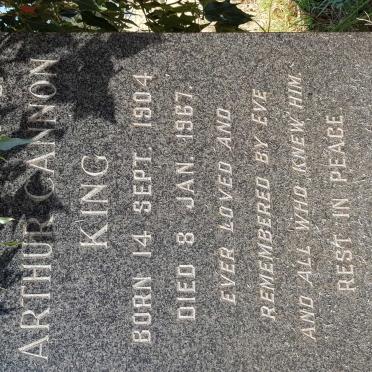 ARTHUR CANNON
KING
BORN 14 SEPT. 1904
DIED 8 JAN. 1967.
EVER LOVED AND
REMEMBERED BY EVE
AND ALL WHO KNEW HIM.
REST IN PEACE